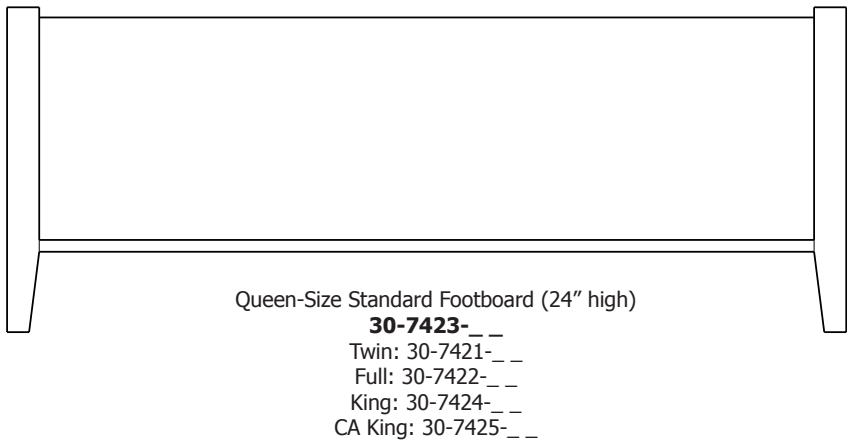 Queen-Size Standard Footboard (24” high)
30-7423-_ _
Twin: 30-7421-_ _
Full: 30-7422-_ _
King: 30-7424-_ _
CA King: 30-7425-_ _